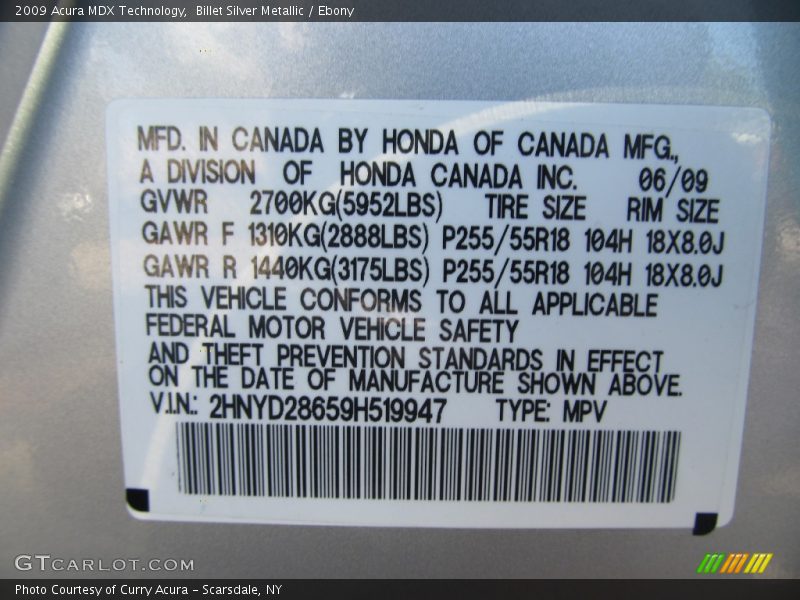 2009 Acura MDX Technology, Billet Silver Metallic / Ebony
MFD. IN CANADA BY HONDA OF CANADA MFG.,
A DIVISION OF HONDA CANADA INC. 06/09
GVWR 2700KG(5952LBS) TIRE SIZE RIM SIZE
GAWR F 1310KG(2888LBS) P255/55R18 104H 18X8.0J
GAWR R 1440KG(3175LBS) P255/55R18 104H 18X8.0J
THIS VEHICLE CONFORMS TO ALL APPLICABLE
FEDERAL MOTOR VEHICLE SAFETY
AND THEFT PREVENTION STANDARDS IN EFFECT
ON THE DATE OF MANUFACTURE SHOWN ABOVE.
V.I.N.: 2HNYD28659H519947 TYPE: MPV
GTCARLOT.COM
Photo Courtesy of Curry Acura – Scarsdale, NY